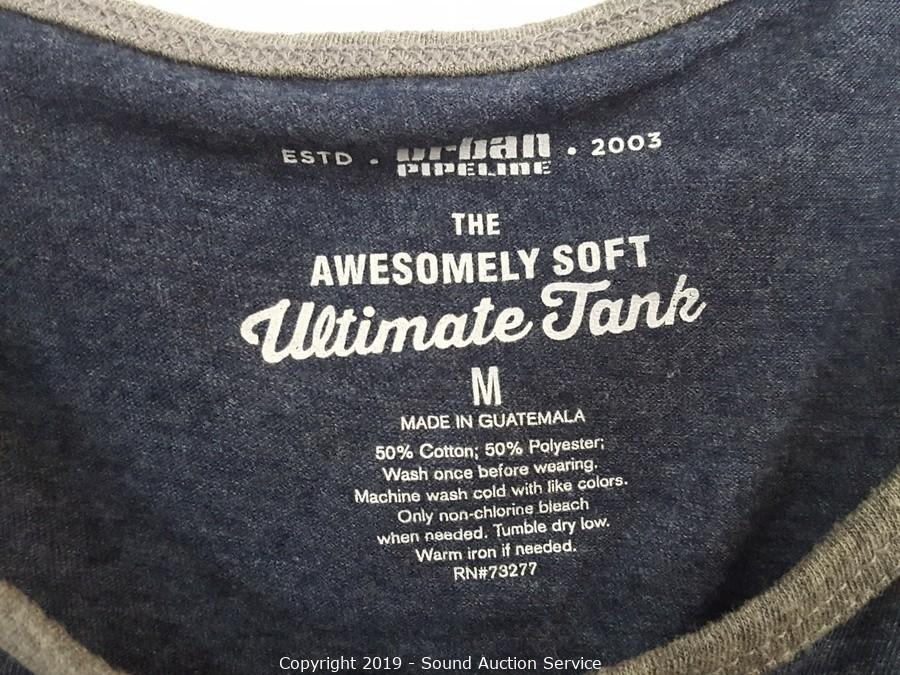 ESTD • urban • 2003
PIPELINE
THE
AWESOMELY SOFT
Ultimate Tank
M
MADE IN GUATEMALA
50% Cotton; 50% Polyester;
Wash once before wearing.
Machine wash cold with like colors.
Only non-chlorine bleach
when needed. Tumble dry low.
Warm iron if needed.
RN#73277
Copyright 2019 - Sound Auction Service